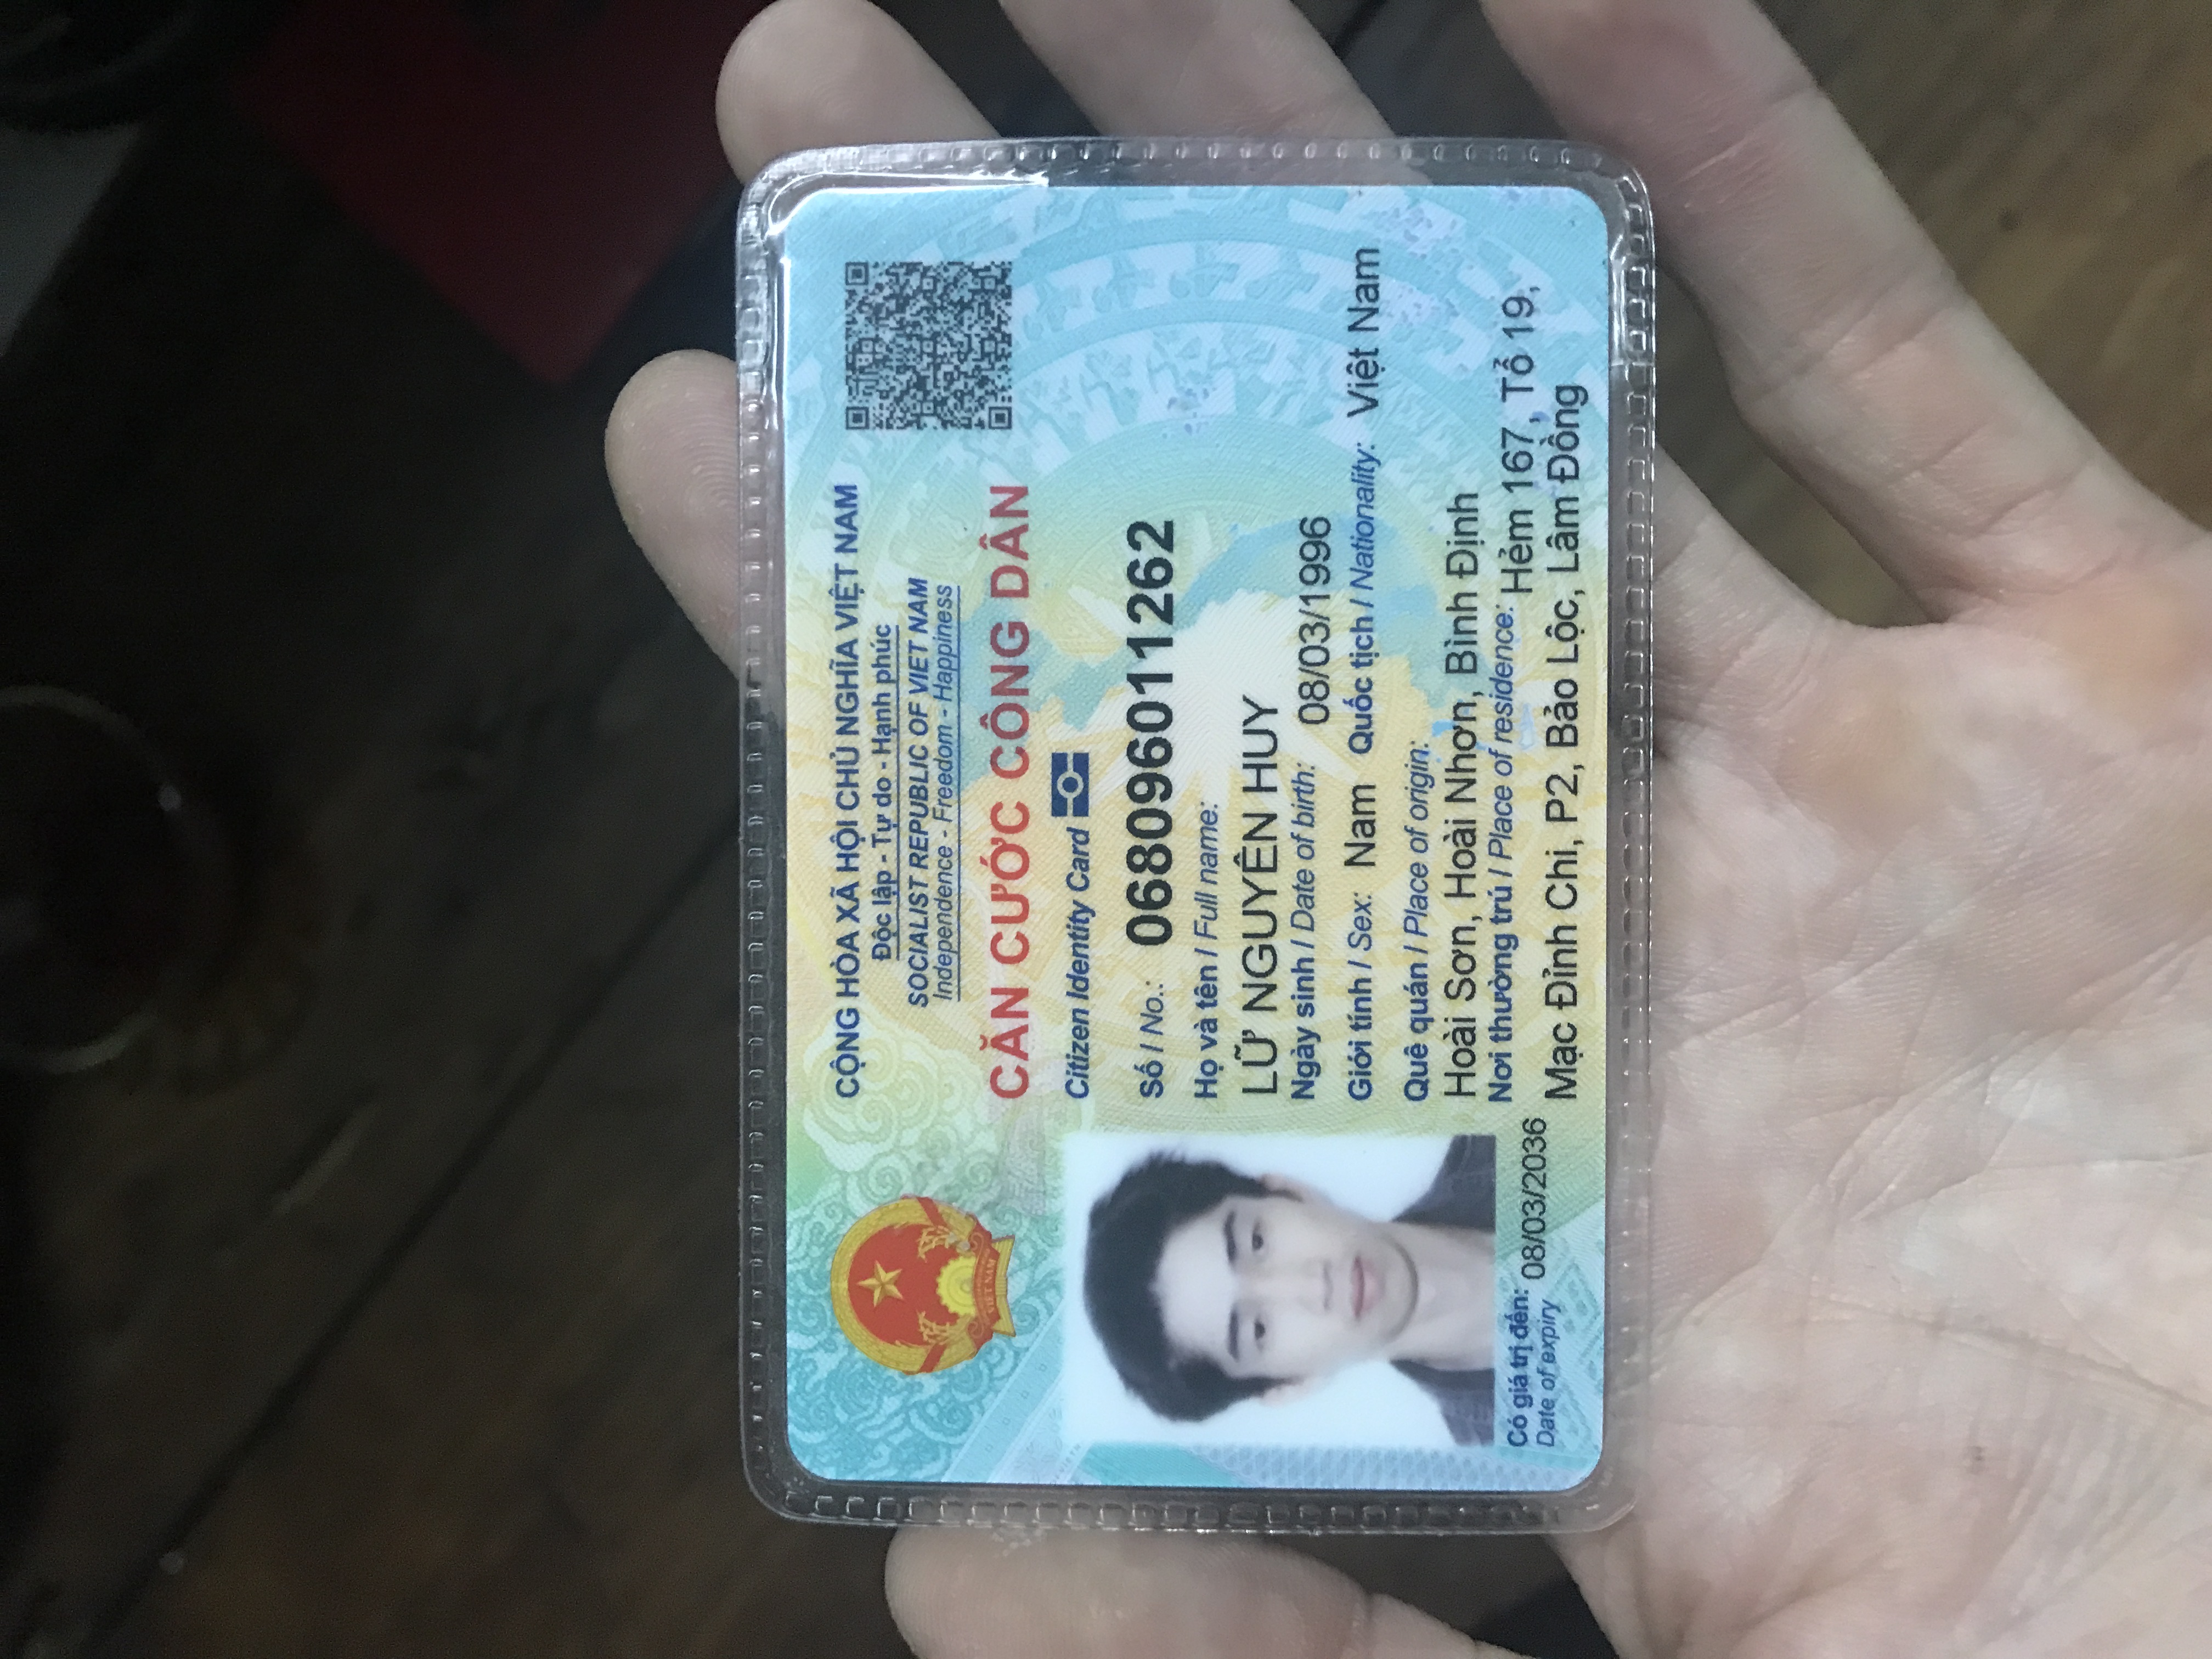 CỘNG HÒA XÃ HỘI CHỦ NGHĨA VIỆT NAM
Độc lập - Tự do - Hạnh phúc
SOCIALIST REPUBLIC OF VIET NAM
Independence - Freedom - Happiness
CĂN CƯỚC CÔNG DÂN
Citizen Identity Card
Số / No.: 068096011262
Họ và tên / Full name:
LỮ NGUYÊN HUY
Ngày sinh / Date of birth: 08/03/1996
Giới tính / Sex: Nam Quốc tịch / Nationality: Việt Nam
Quê quán / Place of origin:
Hoài Sơn, Hoài Nhơn, Bình Định
Nơi thường trú / Place of residence: Hẻm 167, Tổ 19,
Mạc Đỉnh Chi, P2, Bảo Lộc, Lâm Đồng
Có giá trị đến: 08/03/2036
Date of expiry
VIỆT NAM